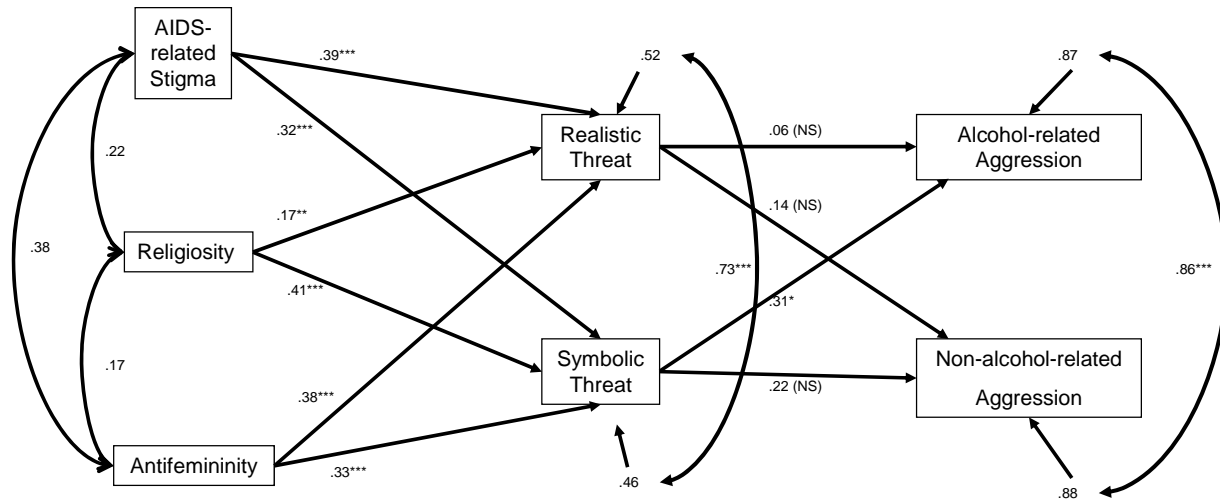 AIDS-
related
Stigma
.39***
.52
.87
.32***
Realistic
Threat
.06 (NS)
Alcohol-related
Aggression
.22
.14 (NS)
.17**
.38
Religiosity
.73***
.86***
.41***
.31*
.17
Symbolic
Threat
.22 (NS)
Non-alcohol-related
Aggression
.38***
Antifemininity
.33***
.46
.88